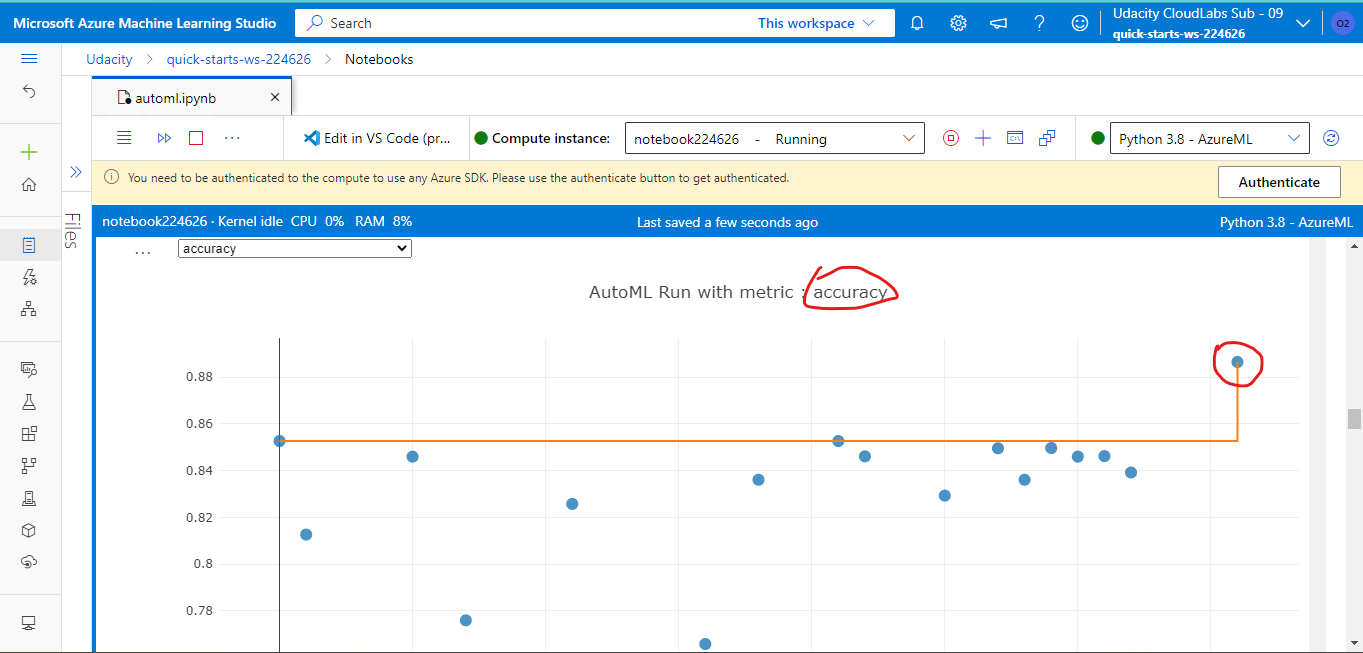 Microsoft Azure Machine Learning Studio
Search
This workspace
Udacity CloudLabs Sub - 09
quick-starts-ws-224626
O2
Udacity > quick-starts-ws-224626 > Notebooks
automl.ipynb
Edit in VS Code (pr...
Compute instance:
notebook224626 - Running
Python 3.8 - AzureML
You need to be authenticated to the compute to use any Azure SDK. Please use the authenticate button to get authenticated.
Authenticate
Files
notebook224626 · Kernel idle CPU 0% RAM 8%
Last saved a few seconds ago
Python 3.8 - AzureML
...
accuracy
AutoML Run with metric : accuracy
0.88
0.86
0.84
0.82
0.8
0.78